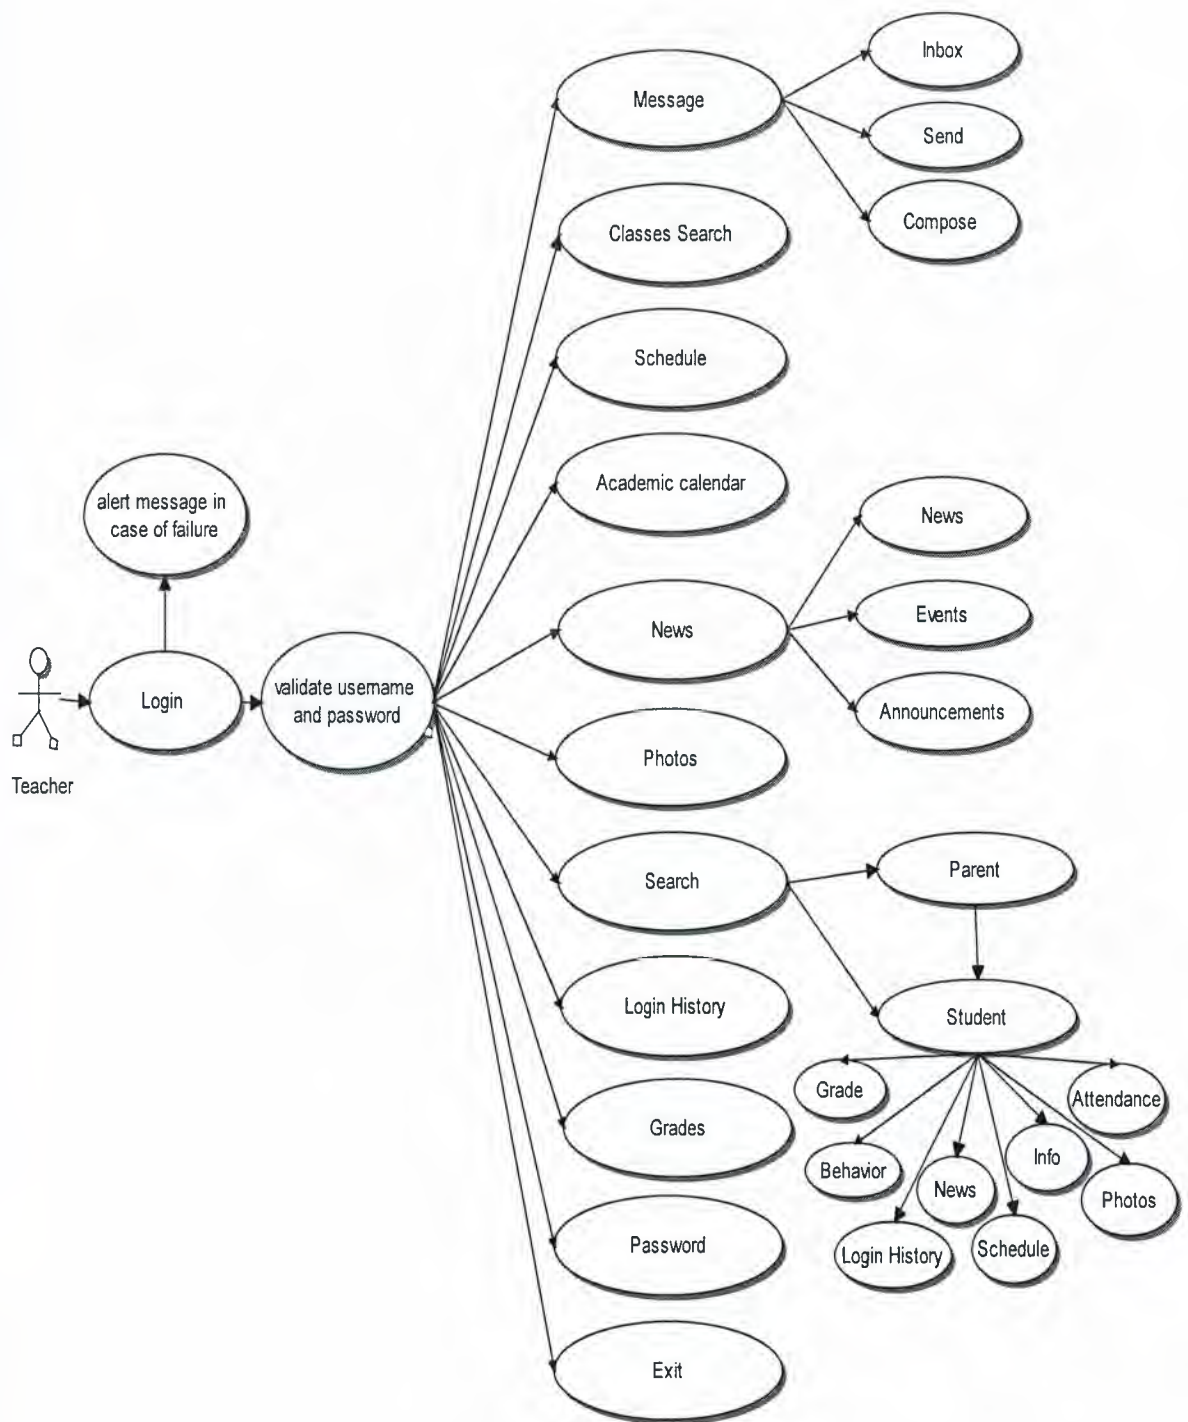 Inbox
Message
Send
Compose
Classes Search
Schedule
Academic calendar
alert message in
case of failure
News
News
Events
Announcements
Login
validate username
and password
Teacher
Photos
Search
Parent
Login History
Student
Grade
Attendance
Grades
Behavior
News
Info
Photos
Password
Login History
Schedule
Exit